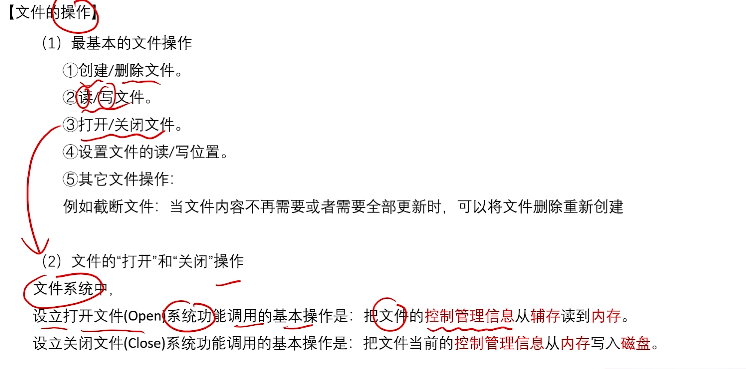 【文件的操作】
（1）最基本的文件操作
①创建/删除文件。
②读/写文件。
③打开/关闭文件。
④设置文件的读/写位置。
⑤其它文件操作：
例如截断文件：当文件内容不再需要或者需要全部更新时，可以将文件删除重新创建
（2）文件的“打开”和“关闭”操作
文件系统中，
设立打开文件(Open)系统功能调用的基本操作是：把文件的控制管理信息从辅存读到内存。
设立关闭文件(Close)系统功能调用的基本操作是：把文件当前的控制管理信息从内存写入磁盘。